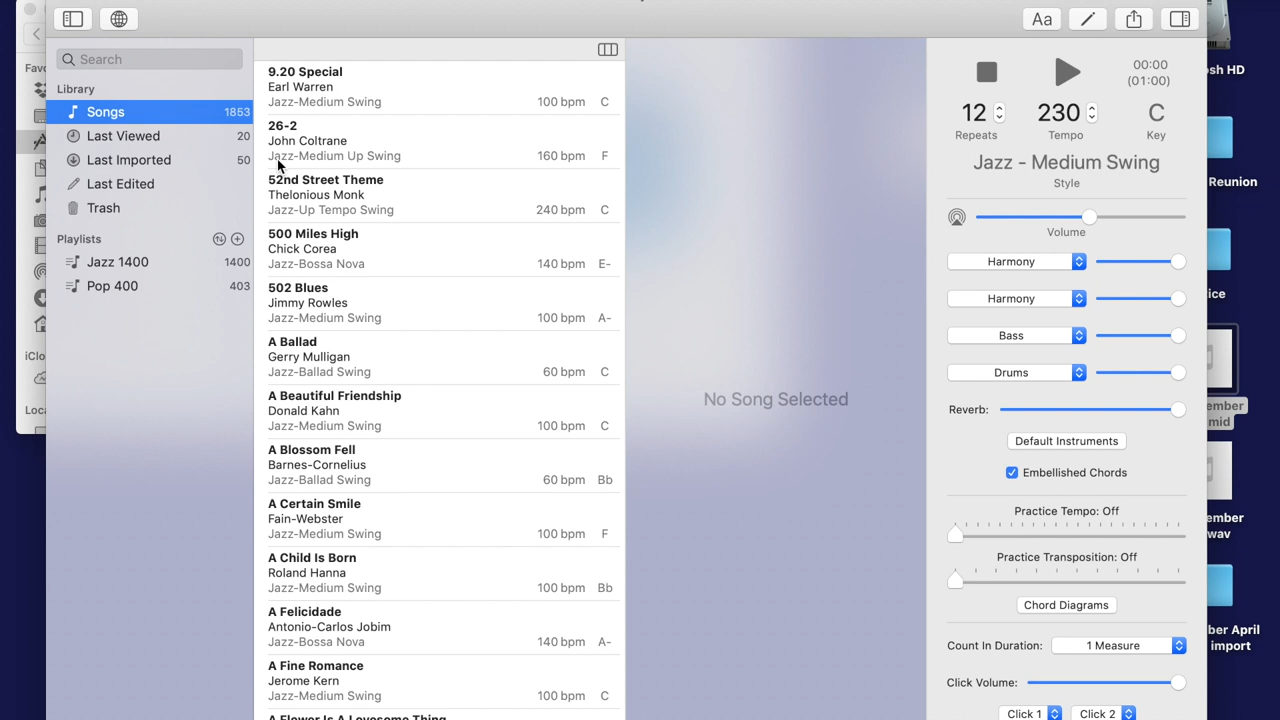 Search
Library
Songs 1853
Last Viewed 20
Last Imported 50
Last Edited
Trash
Playlists
Jazz 1400 1400
Pop 400 403
9.20 Special
Earl Warren
Jazz-Medium Swing 100 bpm C
26-2
John Coltrane
Jazz-Medium Up Swing 160 bpm F
52nd Street Theme
Thelonious Monk
Jazz-Up Tempo Swing 240 bpm C
500 Miles High
Chick Corea
Jazz-Bossa Nova 140 bpm E-
502 Blues
Jimmy Rowles
Jazz-Medium Swing 100 bpm A-
A Ballad
Gerry Mulligan
Jazz-Ballad Swing 60 bpm C
A Beautiful Friendship
Donald Kahn
Jazz-Medium Swing 100 bpm C
A Blossom Fell
Barnes-Cornelius
Jazz-Ballad Swing 60 bpm Bb
A Certain Smile
Fain-Webster
Jazz-Medium Swing 100 bpm F
A Child Is Born
Roland Hanna
Jazz-Medium Swing 100 bpm Bb
A Felicidade
Antonio-Carlos Jobim
Jazz-Bossa Nova 140 bpm A-
A Fine Romance
Jerome Kern
Jazz-Medium Swing 100 bpm C
A Flower Is A Lovesome Thing
No Song Selected
Aa
00:00
(01:00)
12 230 C
Repeats Tempo Key
Jazz - Medium Swing
Style
Volume
Harmony
Harmony
Bass
Drums
Reverb:
Default Instruments
Embellished Chords
Practice Tempo: Off
Practice Transposition: Off
Chord Diagrams
Count In Duration: 1 Measure
Click Volume:
Click 1 Click 2
Favo
iClo
Loca
osh HD
Reunion
ice
ember
mid
ember
wav
ber April
import